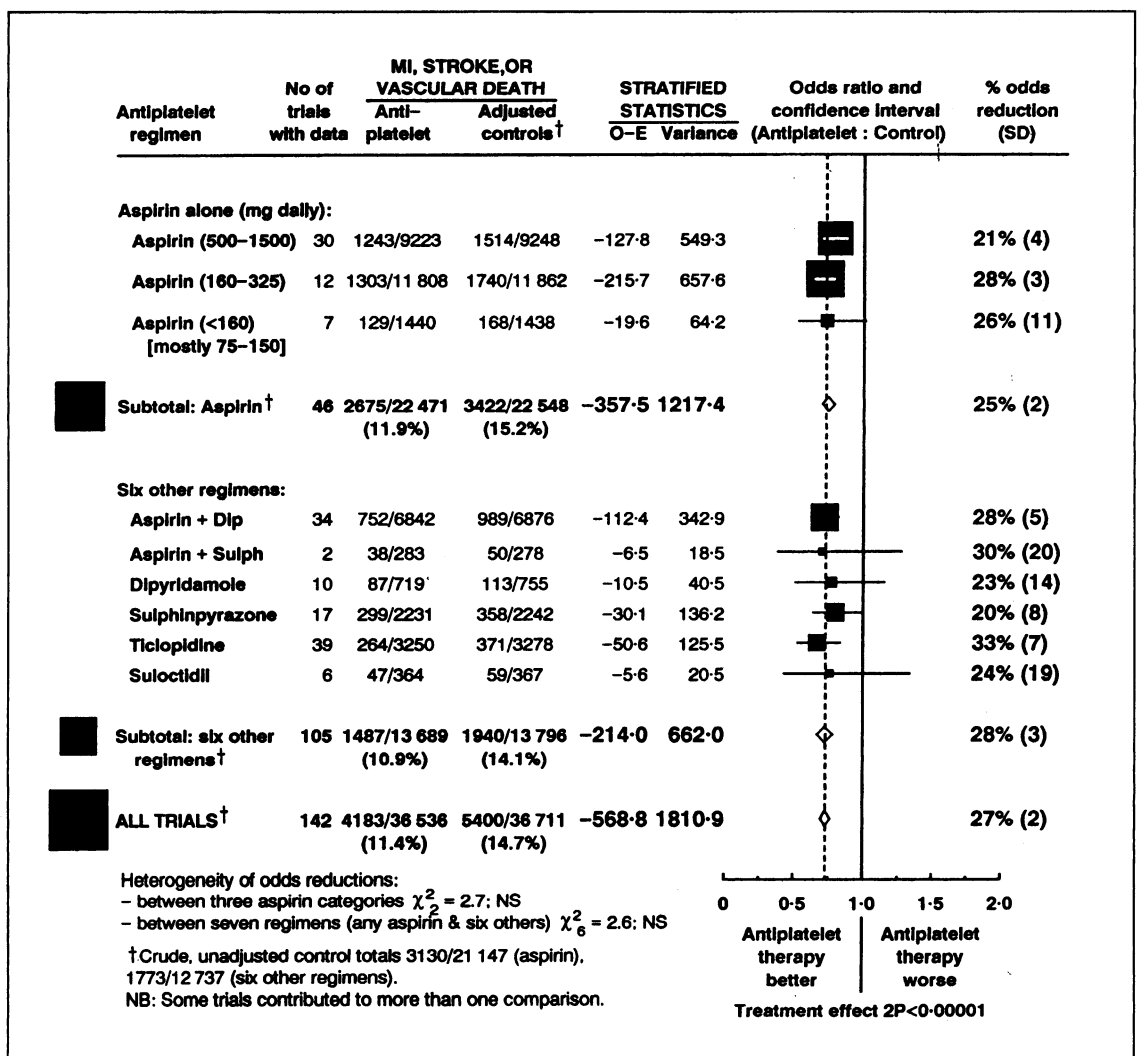 MI, STROKE,OR
No of VASCULAR DEATH STRATIFIED Odds ratio and % odds
Antiplatelet trials Anti– Adjusted STATISTICS confidence interval reduction
regimen with data platelet controls† O–E Variance (Antiplatelet : Control) (SD)
Aspirin alone (mg daily):
Aspirin (500–1500) 30 1243/9223 1514/9248 –127·8 549·3 21% (4)
Aspirin (160–325) 12 1303/11 808 1740/11 862 –215·7 657·6 28% (3)
Aspirin (<160) 7 129/1440 168/1438 –19·6 64·2 26% (11)
[mostly 75–150]
Subtotal: Aspirin† 46 2675/22 471 3422/22 548 –357·5 1217·4 25% (2)
(11.9%) (15.2%)
Six other regimens:
Aspirin + Dip 34 752/6842 989/6876 –112·4 342·9 28% (5)
Aspirin + Sulph 2 38/283 50/278 –6·5 18·5 30% (20)
Dipyridamole 10 87/719 113/755 –10·5 40·5 23% (14)
Sulphinpyrazone 17 299/2231 358/2242 –30·1 136·2 20% (8)
Ticlopidine 39 264/3250 371/3278 –50·6 125·5 33% (7)
Suloctidil 6 47/364 59/367 –5·6 20·5 24% (19)
Subtotal: six other 105 1487/13 689 1940/13 796 –214·0 662·0 28% (3)
regimens† (10.9%) (14.1%)
ALL TRIALS† 142 4183/36 536 5400/36 711 –568·8 1810·9 27% (2)
(11.4%) (14.7%)
Heterogeneity of odds reductions:
– between three aspirin categories χ²₂ = 2.7; NS
– between seven regimens (any aspirin & six others) χ²₆ = 2.6; NS
†Crude, unadjusted control totals 3130/21 147 (aspirin),
1773/12 737 (six other regimens).
NB: Some trials contributed to more than one comparison.
0 0·5 1·0 1·5 2·0
Antiplatelet Antiplatelet
therapy therapy
better worse
Treatment effect 2P<0·00001